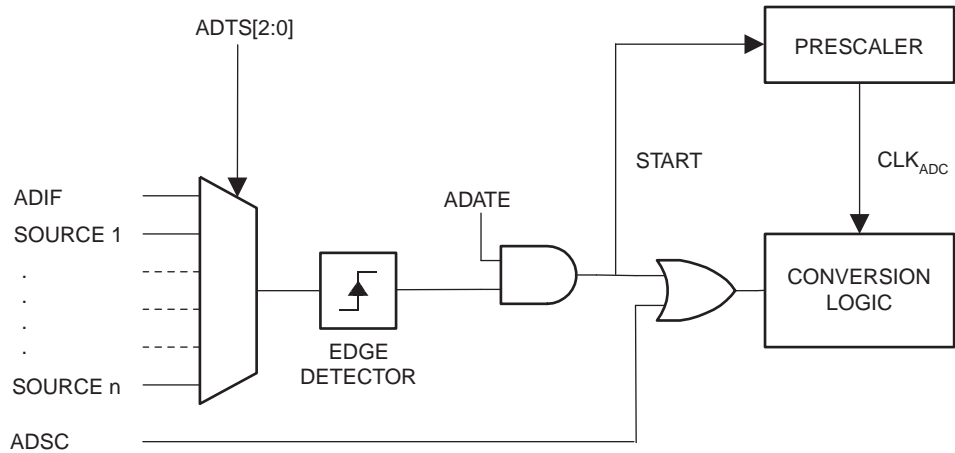 ADTS[2:0]
PRESCALER
START
CLKADC
ADIF
ADATE
SOURCE 1
.
.
.
.
CONVERSION
LOGIC
EDGE
DETECTOR
SOURCE n
ADSC